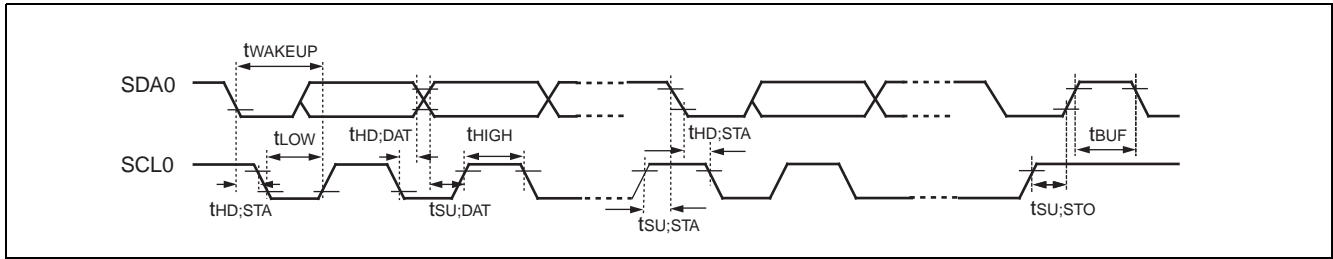 tWAKEUP
SDA0
tHD;DAT
tHIGH
tHD;STA
tLOW
tBUF
SCL0
tHD;STA
tSU;DAT
tSU;STA
tSU;STO